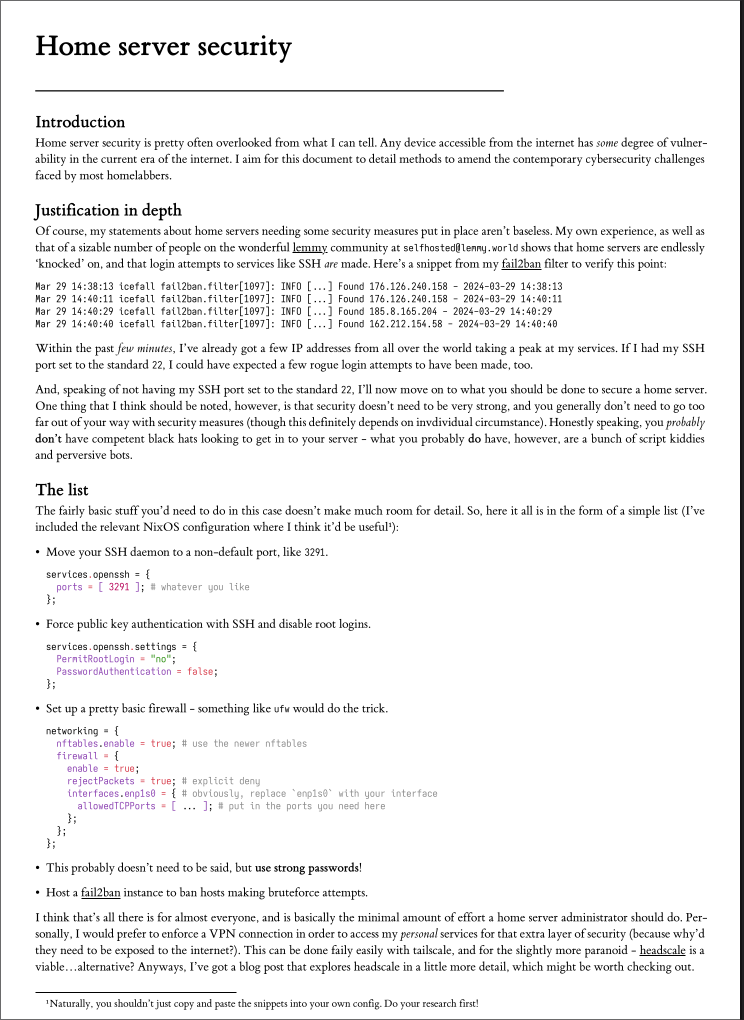 Home server security
Introduction
Home server security is pretty often overlooked from what I can tell. Any device accessible from the internet has some degree of vulner-
ability in the current era of the internet. I aim for this document to detail methods to amend the contemporary cybersecurity challenges
faced by most homelabbers.
Justification in depth
Of course, my statements about home servers needing some security measures put in place aren't baseless. My own experience, as well as
that of a sizable number of people on the wonderful lemmy community at selfhosted@lemmy.world shows that home servers are endlessly
'knocked' on, and that login attempts to services like SSH are made. Here's a snippet from my fail2ban filter to verify this point:
Mar 29 14:38:13 icefall fail2ban.filter[1097]: INFO [...] Found 176.126.240.158 - 2024-03-29 14:38:13
Mar 29 14:40:11 icefall fail2ban.filter[1097]: INFO [...] Found 176.126.240.158 - 2024-03-29 14:40:11
Mar 29 14:40:29 icefall fail2ban.filter[1097]: INFO [...] Found 185.8.165.204 - 2024-03-29 14:40:29
Mar 29 14:40:40 icefall fail2ban.filter[1097]: INFO [...] Found 162.212.154.58 - 2024-03-29 14:40:40
Within the past few minutes, I've already got a few IP addresses from all over the world taking a peak at my services. If I had my SSH
port set to the standard 22, I could have expected a few rogue login attempts to have been made, too.
And, speaking of not having my SSH port set to the standard 22, I'll now move on to what you should be done to secure a home server.
One thing that I think should be noted, however, is that security doesn't need to be very strong, and you generally don't need to go too
far out of your way with security measures (though this definitely depends on invdividual circumstance). Honestly speaking, you probably
don't have competent black hats looking to get in to your server – what you probably do have, however, are a bunch of script kiddies
and perversive bots.
The list
The fairly basic stuff you'd need to do in this case doesn't make much room for detail. So, here it all is in the form of a simple list (I've
included the relevant NixOS configuration where I think it'd be useful¹):
• Move your SSH daemon to a non-default port, like 3291.
services.openssh = {
ports = [ 3291 ]; # whatever you like
};
• Force public key authentication with SSH and disable root logins.
services.openssh.settings = {
PermitRootLogin = "no";
PasswordAuthentication = false;
};
• Set up a pretty basic firewall – something like ufw would do the trick.
networking = {
nftables.enable = true; # use the newer nftables
firewall = {
enable = true;
rejectPackets = true; # explicit deny
interfaces.enp1s0 = { # obviously, replace `enp1s0` with your interface
allowedTCPPorts = [ ... ]; # put in the ports you need here
};
};
};
• This probably doesn't need to be said, but use strong passwords!
• Host a fail2ban instance to ban hosts making bruteforce attempts.
I think that's all there is for almost everyone, and is basically the minimal amount of effort a home server administrator should do. Per-
sonally, I would prefer to enforce a VPN connection in order to access my personal services for that extra layer of security (because why'd
they need to be exposed to the internet?). This can be done faily easily with tailscale, and for the slightly more paranoid – headscale is a
viable…alternative? Anyways, I've got a blog post that explores headscale in a little more detail, which might be worth checking out.
¹Naturally, you shouldn't just copy and paste the snippets into your own config. Do your research first!